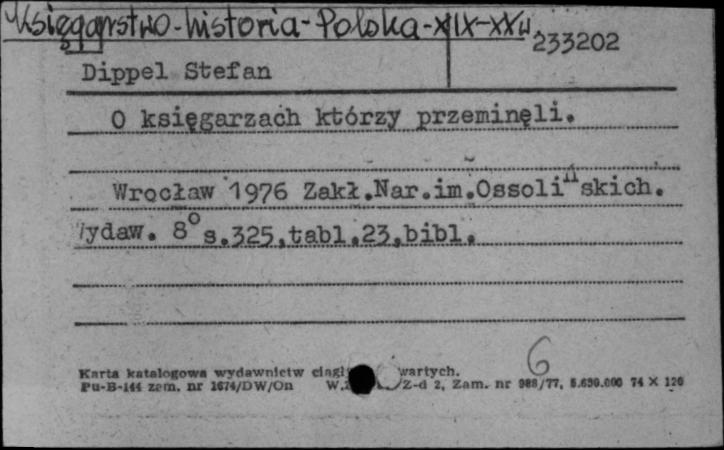 Księgarstwo-historia-Polska-XIX-XXw.
233202
Dippel Stefan
O księgarzach którzy przeminęli.
Wrocław 1976 Zakł.Nar.im.Ossolińskich.
Wydaw. 8° s.325,tabl.23,bibl.
6
Karta katalogowa wydawnictw wartych.
Pu-B-144 zam. nr 1674/DW/On Z-d 2, Zam. nr 988/77, 5.630.000 74 × 120